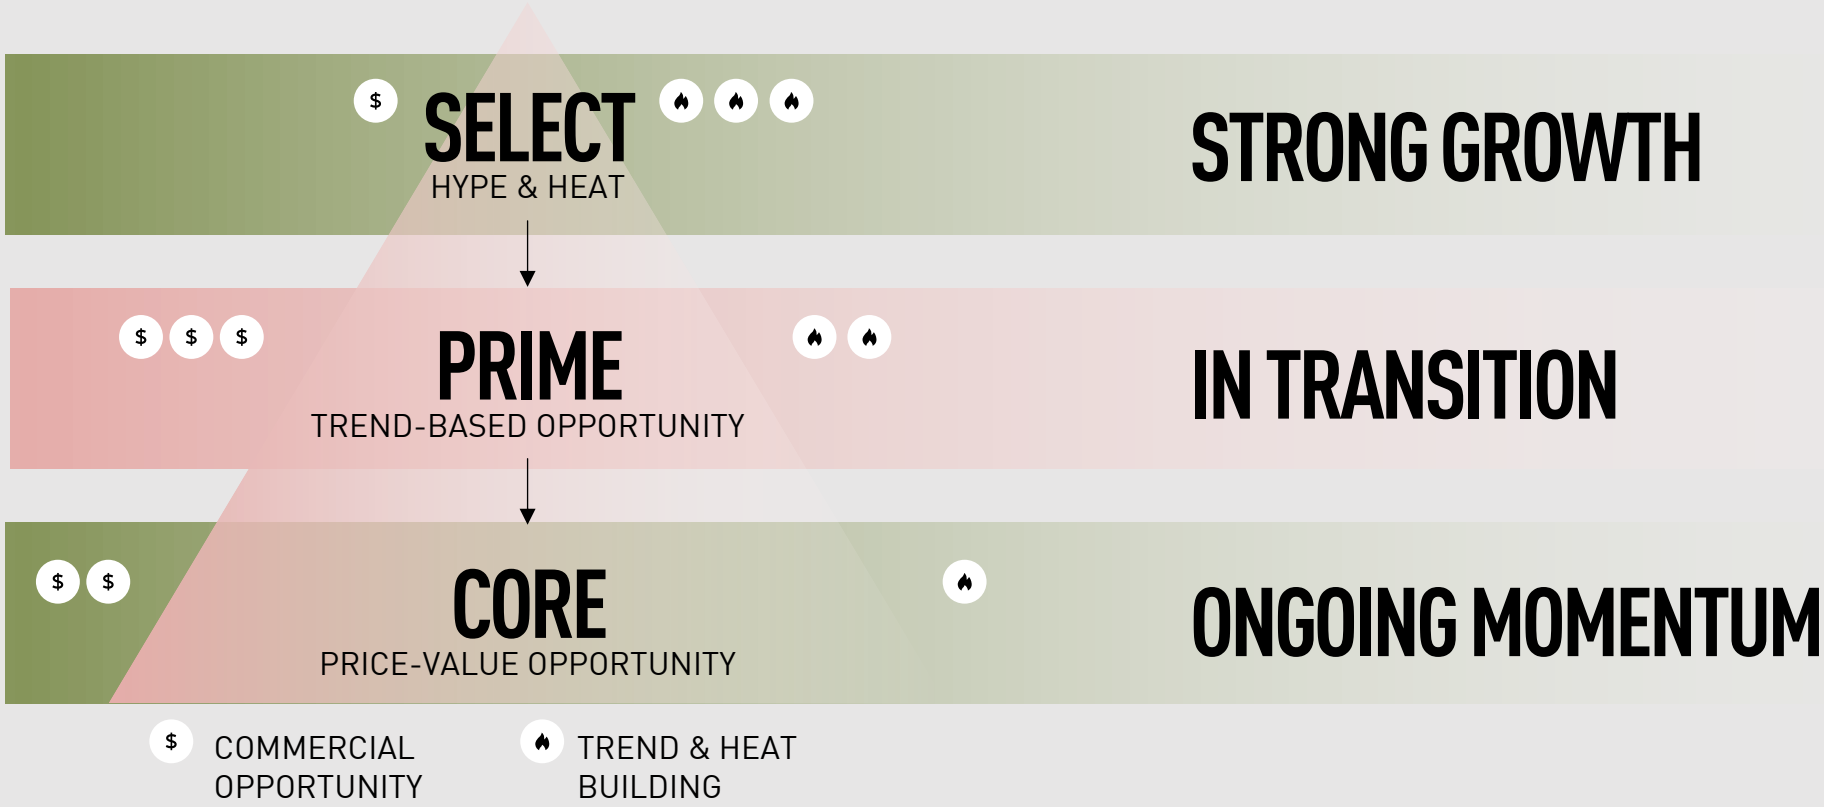 $ SELECT
HYPE & HEAT
STRONG GROWTH
$ $ $ PRIME
TREND-BASED OPPORTUNITY
IN TRANSITION
$ $ CORE
PRICE-VALUE OPPORTUNITY
ONGOING MOMENTUM
$ COMMERCIAL
OPPORTUNITY
TREND & HEAT
BUILDING